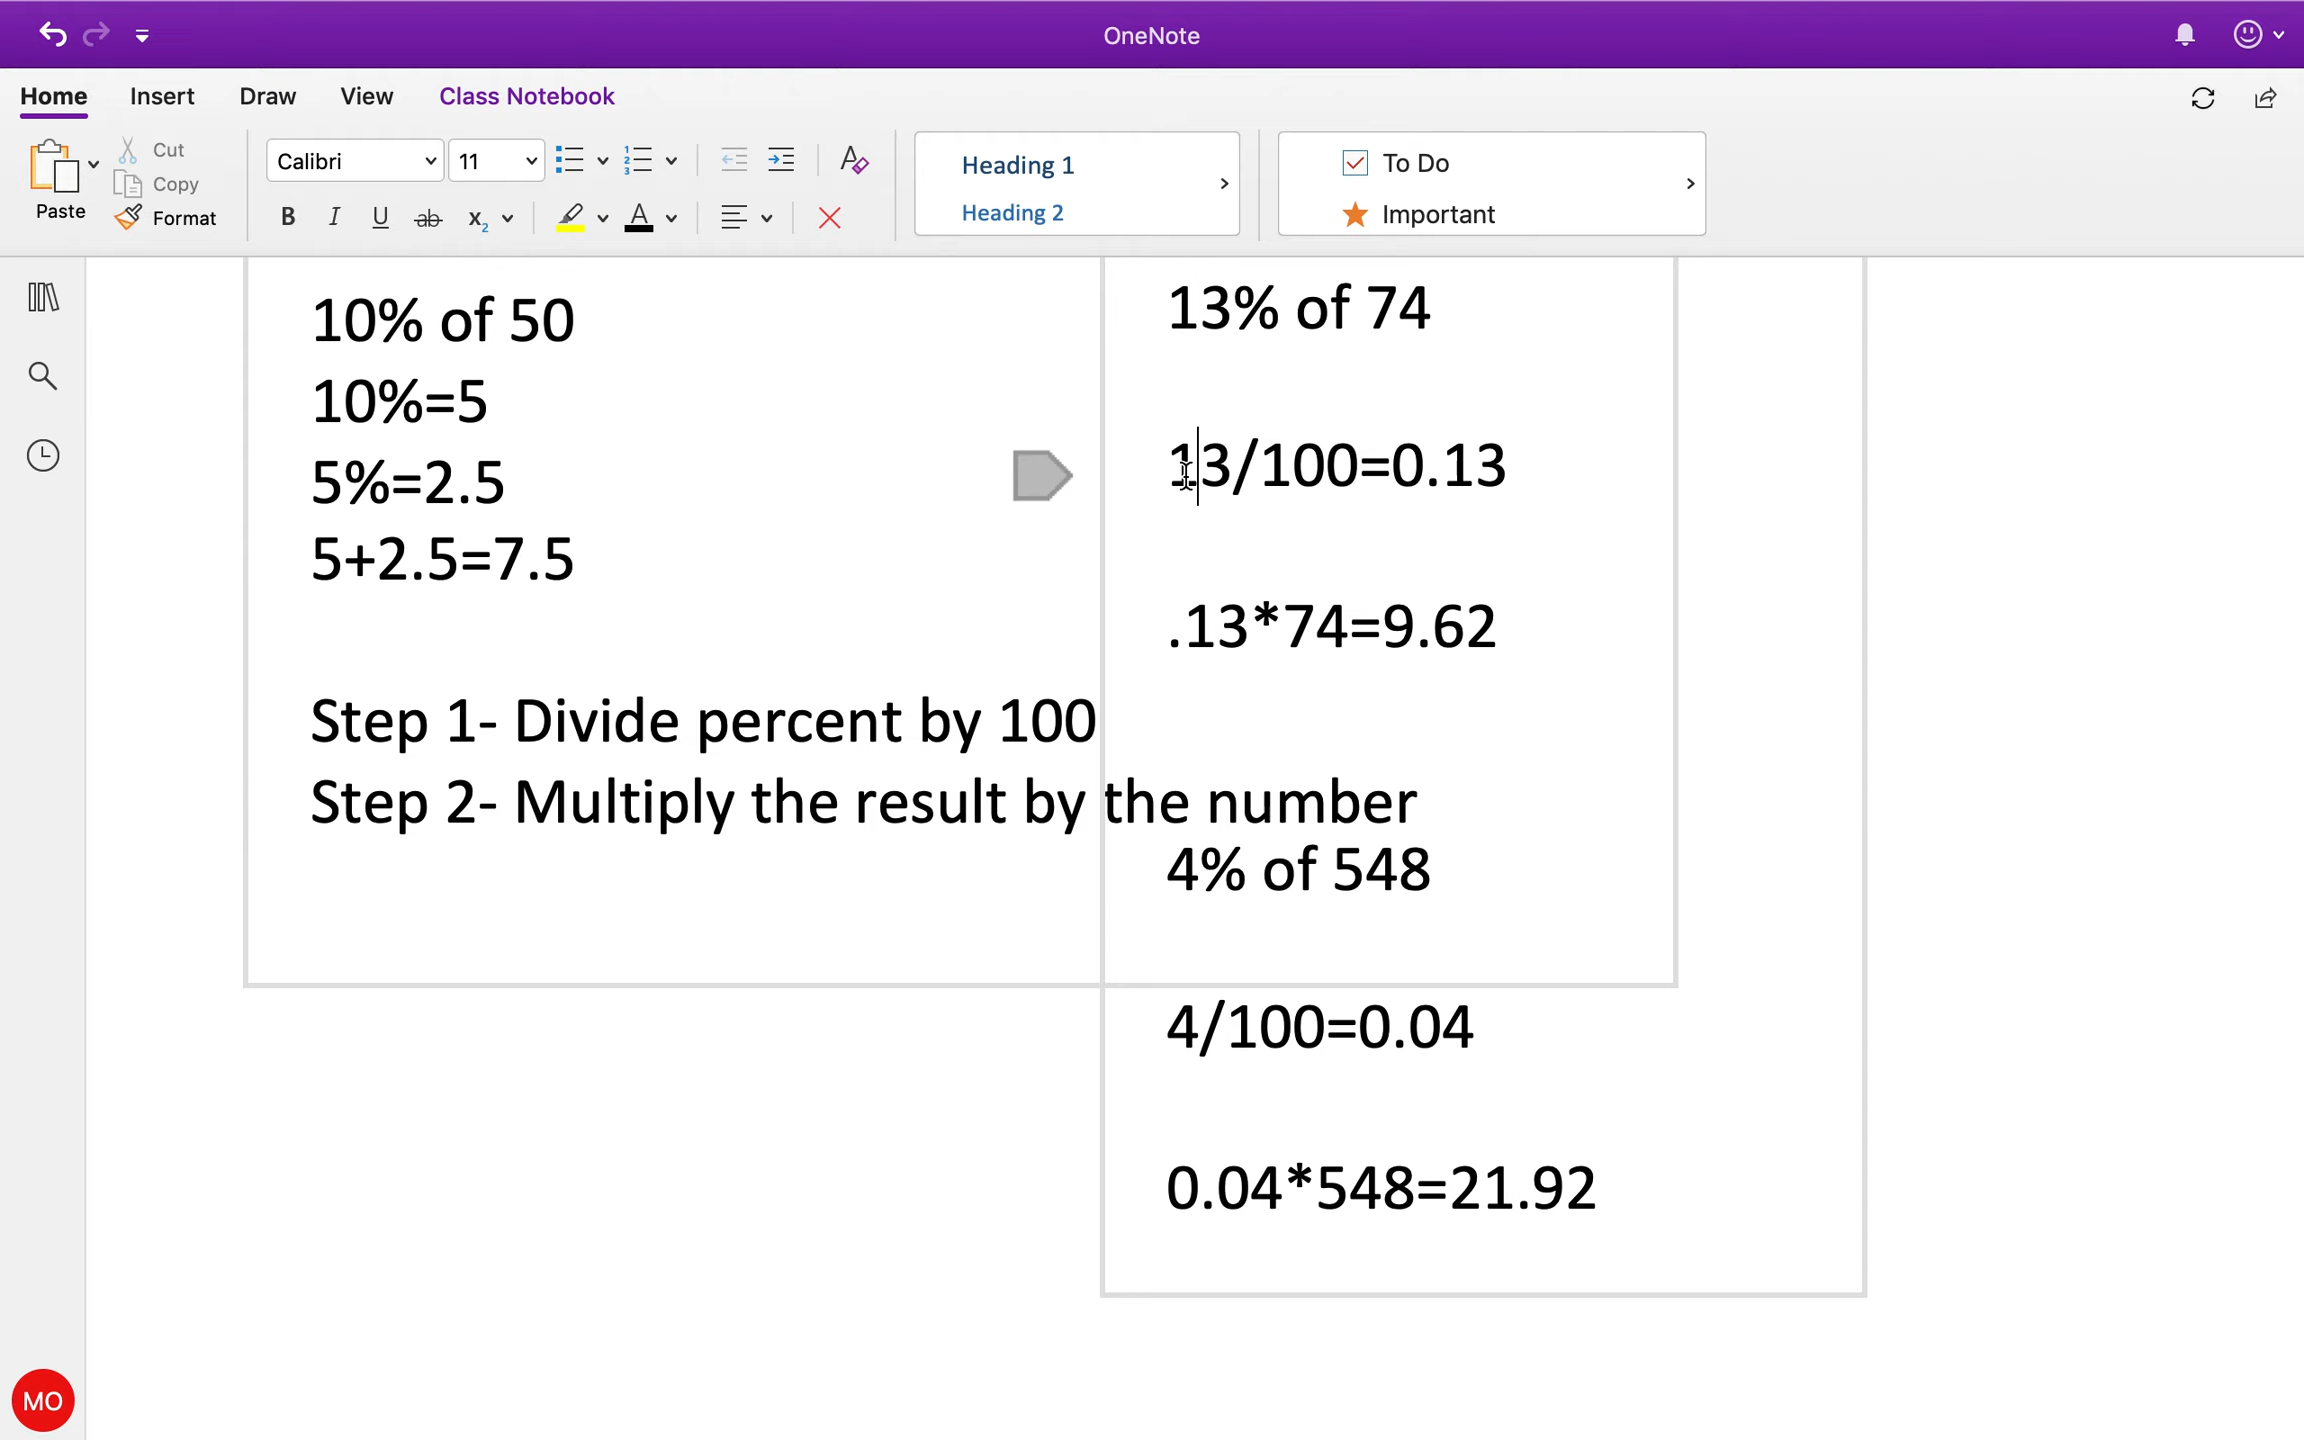 OneNote
Home Insert Draw View Class Notebook
Paste
Cut
Copy
Format
Calibri 11
B I U ab X₂ A
Heading 1
Heading 2
To Do
Important
10% of 50
10%=5
5%=2.5
5+2.5=7.5
Step 1- Divide percent by 100
Step 2- Multiply the result by the number
13% of 74
13/100=0.13
.13*74=9.62
4% of 548
4/100=0.04
0.04*548=21.92
MO